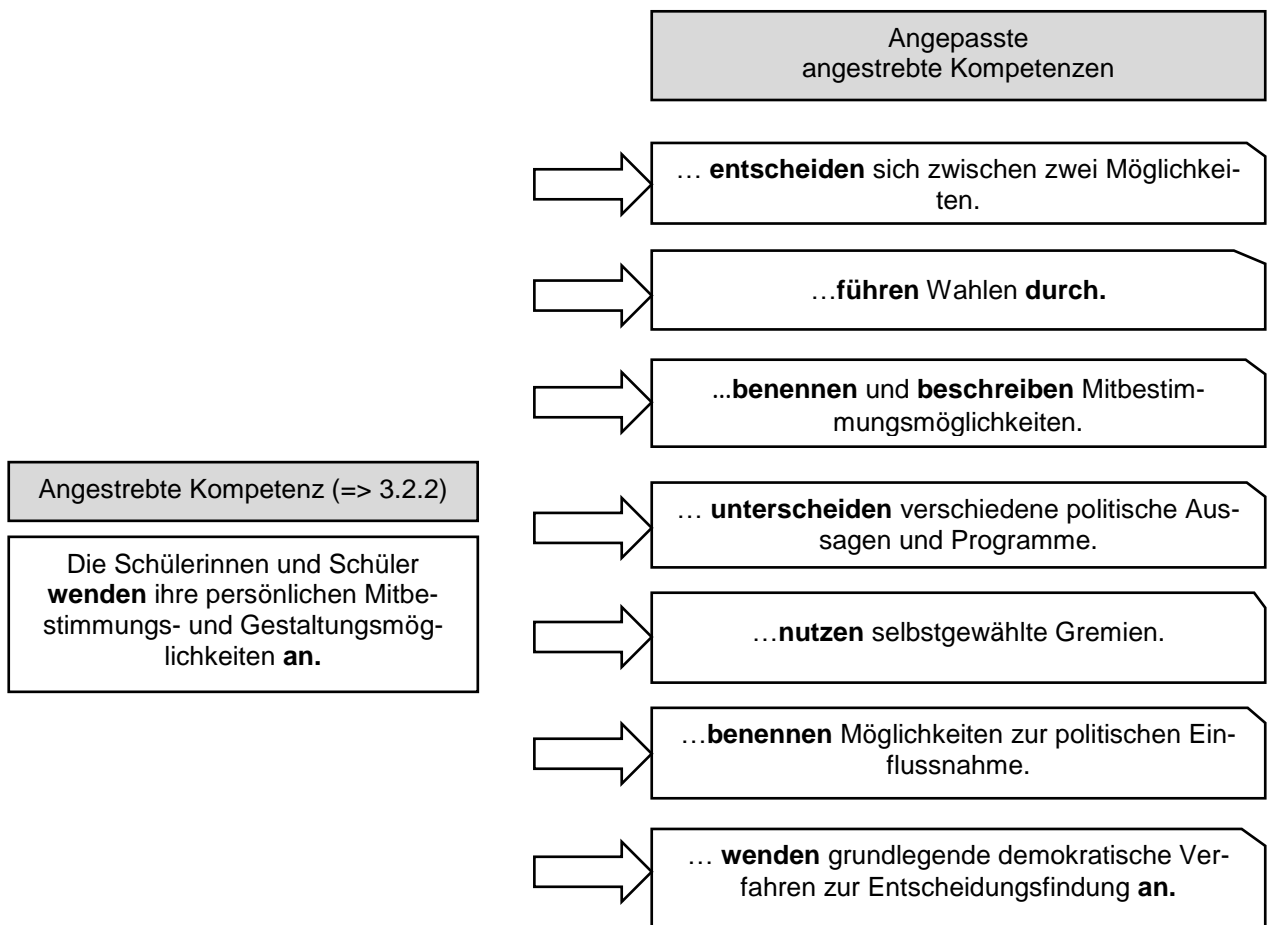 Angepasste
angestrebte Kompetenzen
… entscheiden sich zwischen zwei Möglichkei-
ten.
…führen Wahlen durch.
...benennen und beschreiben Mitbestim-
mungsmöglichkeiten.
Angestrebte Kompetenz (=> 3.2.2)
Die Schülerinnen und Schüler
wenden ihre persönlichen Mitbe-
stimmungs- und Gestaltungsmög-
lichkeiten an.
… unterscheiden verschiedene politische Aus-
sagen und Programme.
…nutzen selbstgewählte Gremien.
…benennen Möglichkeiten zur politischen Ein-
flussnahme.
… wenden grundlegende demokratische Ver-
fahren zur Entscheidungsfindung an.